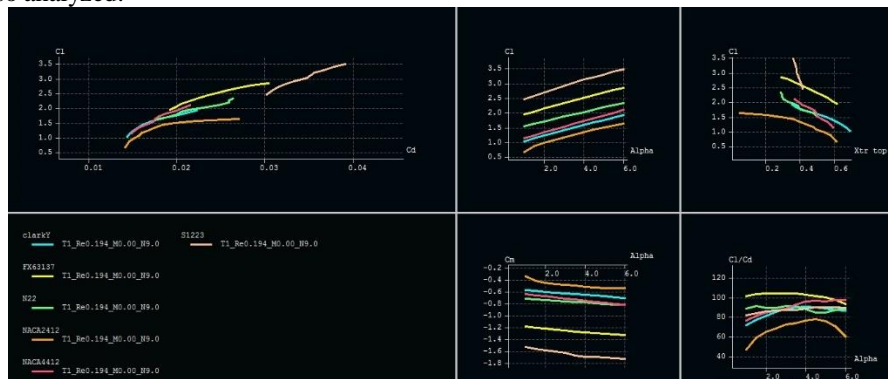 so analyzed.
Cl
3.5
3.0
2.5
2.0
1.5
1.0
0.5
0.01
0.02
0.03
0.04
Cd
Cl
3.5
3.0
2.5
2.0
1.5
1.0
0.5
2.0
4.0
6.0
Alpha
Cl
3.5
3.0
2.5
2.0
1.5
1.0
0.5
0.2
0.4
0.6
Xtr top
clarkY
T1_Re0.194_M0.00_N9.0
S1223
T1_Re0.194_M0.00_N9.0
FX63137
T1_Re0.194_M0.00_N9.0
N22
T1_Re0.194_M0.00_N9.0
NACA2412
T1_Re0.194_M0.00_N9.0
NACA4412
T1_Re0.194_M0.00_N9.0
Cm
Alpha
-0.2
2.0
4.0
6.0
-0.4
-0.6
-0.8
-1.0
-1.2
-1.4
-1.6
-1.8
Cl/Cd
120
100
80
60
40
2.0
4.0
6.0
Alpha